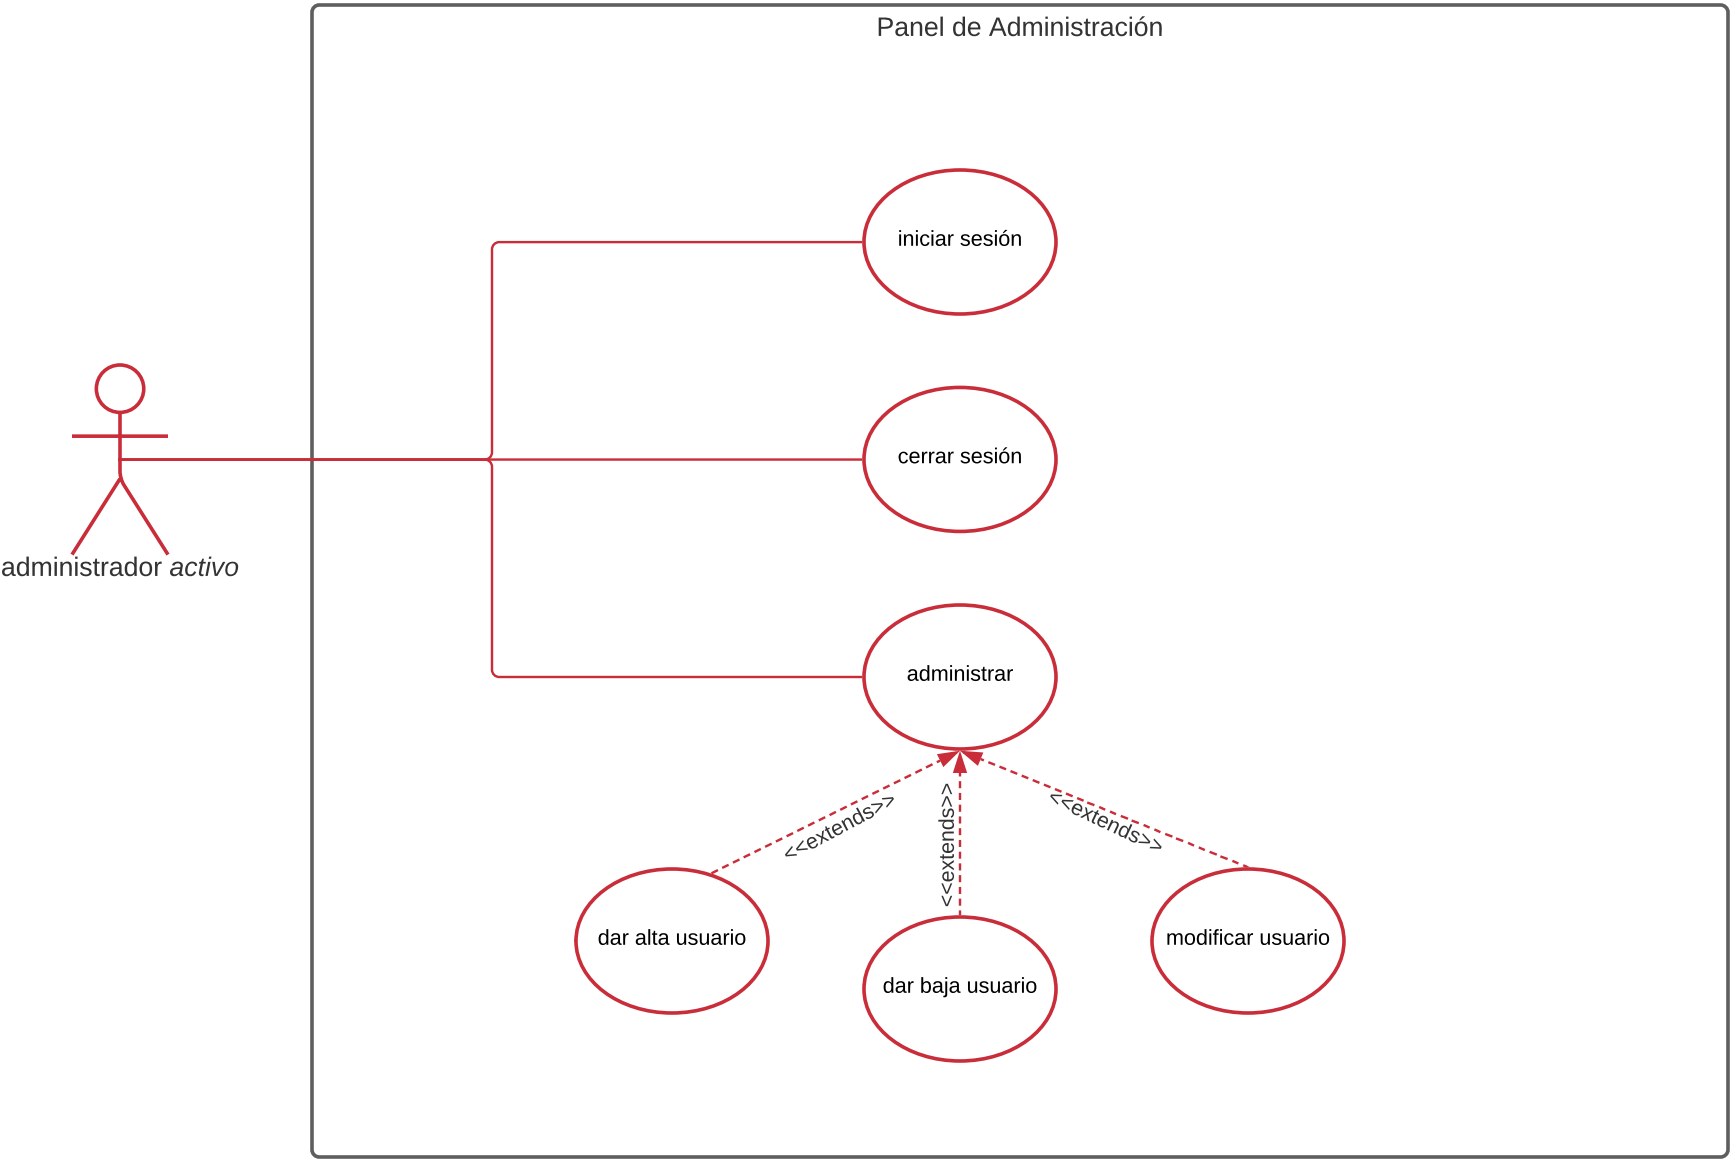 Panel de Administración
iniciar sesión
cerrar sesión
administrador activo
administrar
<<extends>>
<<extends>>
<<extends>>
dar alta usuario
dar baja usuario
modificar usuario